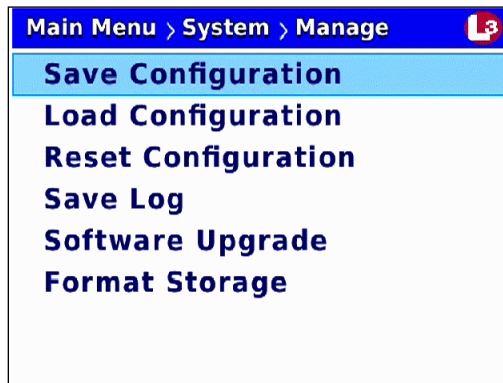 Main Menu > System > Manage L3
Save Configuration
Load Configuration
Reset Configuration
Save Log
Software Upgrade
Format Storage